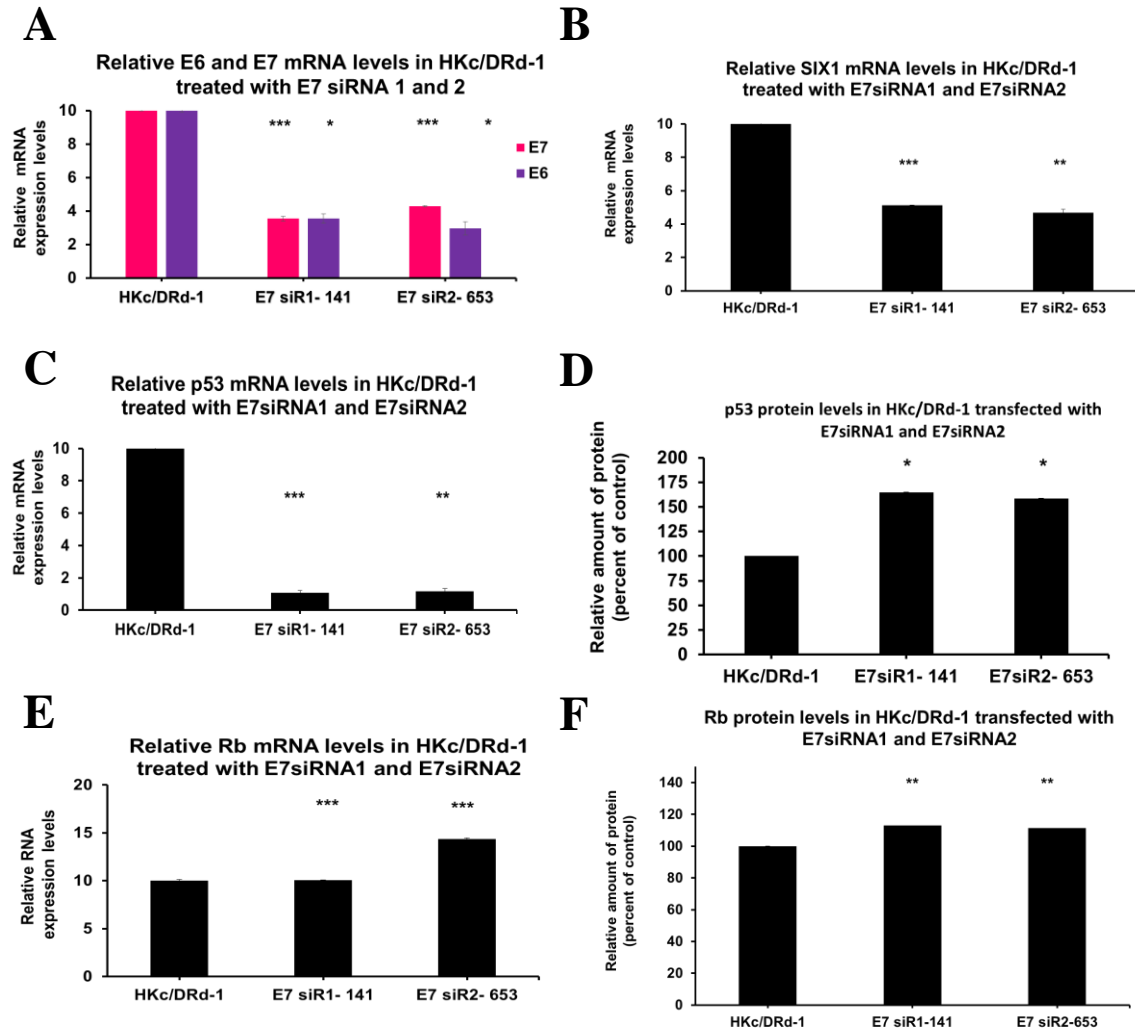 A
Relative E6 and E7 mRNA levels in HKc/DRd-1
treated with E7 siRNA 1 and 2
Relative mRNA
expression levels
10
8
6
4
2
0
*** * *** *
E7
E6
HKc/DRd-1 E7 siR1- 141 E7 siR2- 653
B
Relative SIX1 mRNA levels in HKc/DRd-1
treated with E7siRNA1 and E7siRNA2
Relative mRNA
expression levels
10
8
6
4
2
0
*** **
HKc/DRd-1 E7 siR1- 141 E7 siR2- 653
C
Relative p53 mRNA levels in HKc/DRd-1
treated with E7siRNA1 and E7siRNA2
Relative mRNA
expression levels
10
8
6
4
2
0
*** **
HKc/DRd-1 E7 siR1- 141 E7 siR2- 653
D
p53 protein levels in HKc/DRd-1 transfected with
E7siRNA1 and E7siRNA2
Relative amount of protein
(percent of control)
200
175
150
125
100
75
50
25
0
* *
HKc/DRd-1 E7siR1- 141 E7siR2- 653
E
Relative Rb mRNA levels in HKc/DRd-1
treated with E7siRNA1 and E7siRNA2
Relative RNA
expression levels
20
15
10
5
0
*** ***
HKc/DRd-1 E7 siR1- 141 E7 siR2- 653
F
Rb protein levels in HKc/DRd-1 transfected with
E7siRNA1 and E7siRNA2
Relative amount of protein
(percent of control)
140
120
100
80
60
40
20
0
** **
HKc/DRd-1 E7 siR1-141 E7 siR2-653